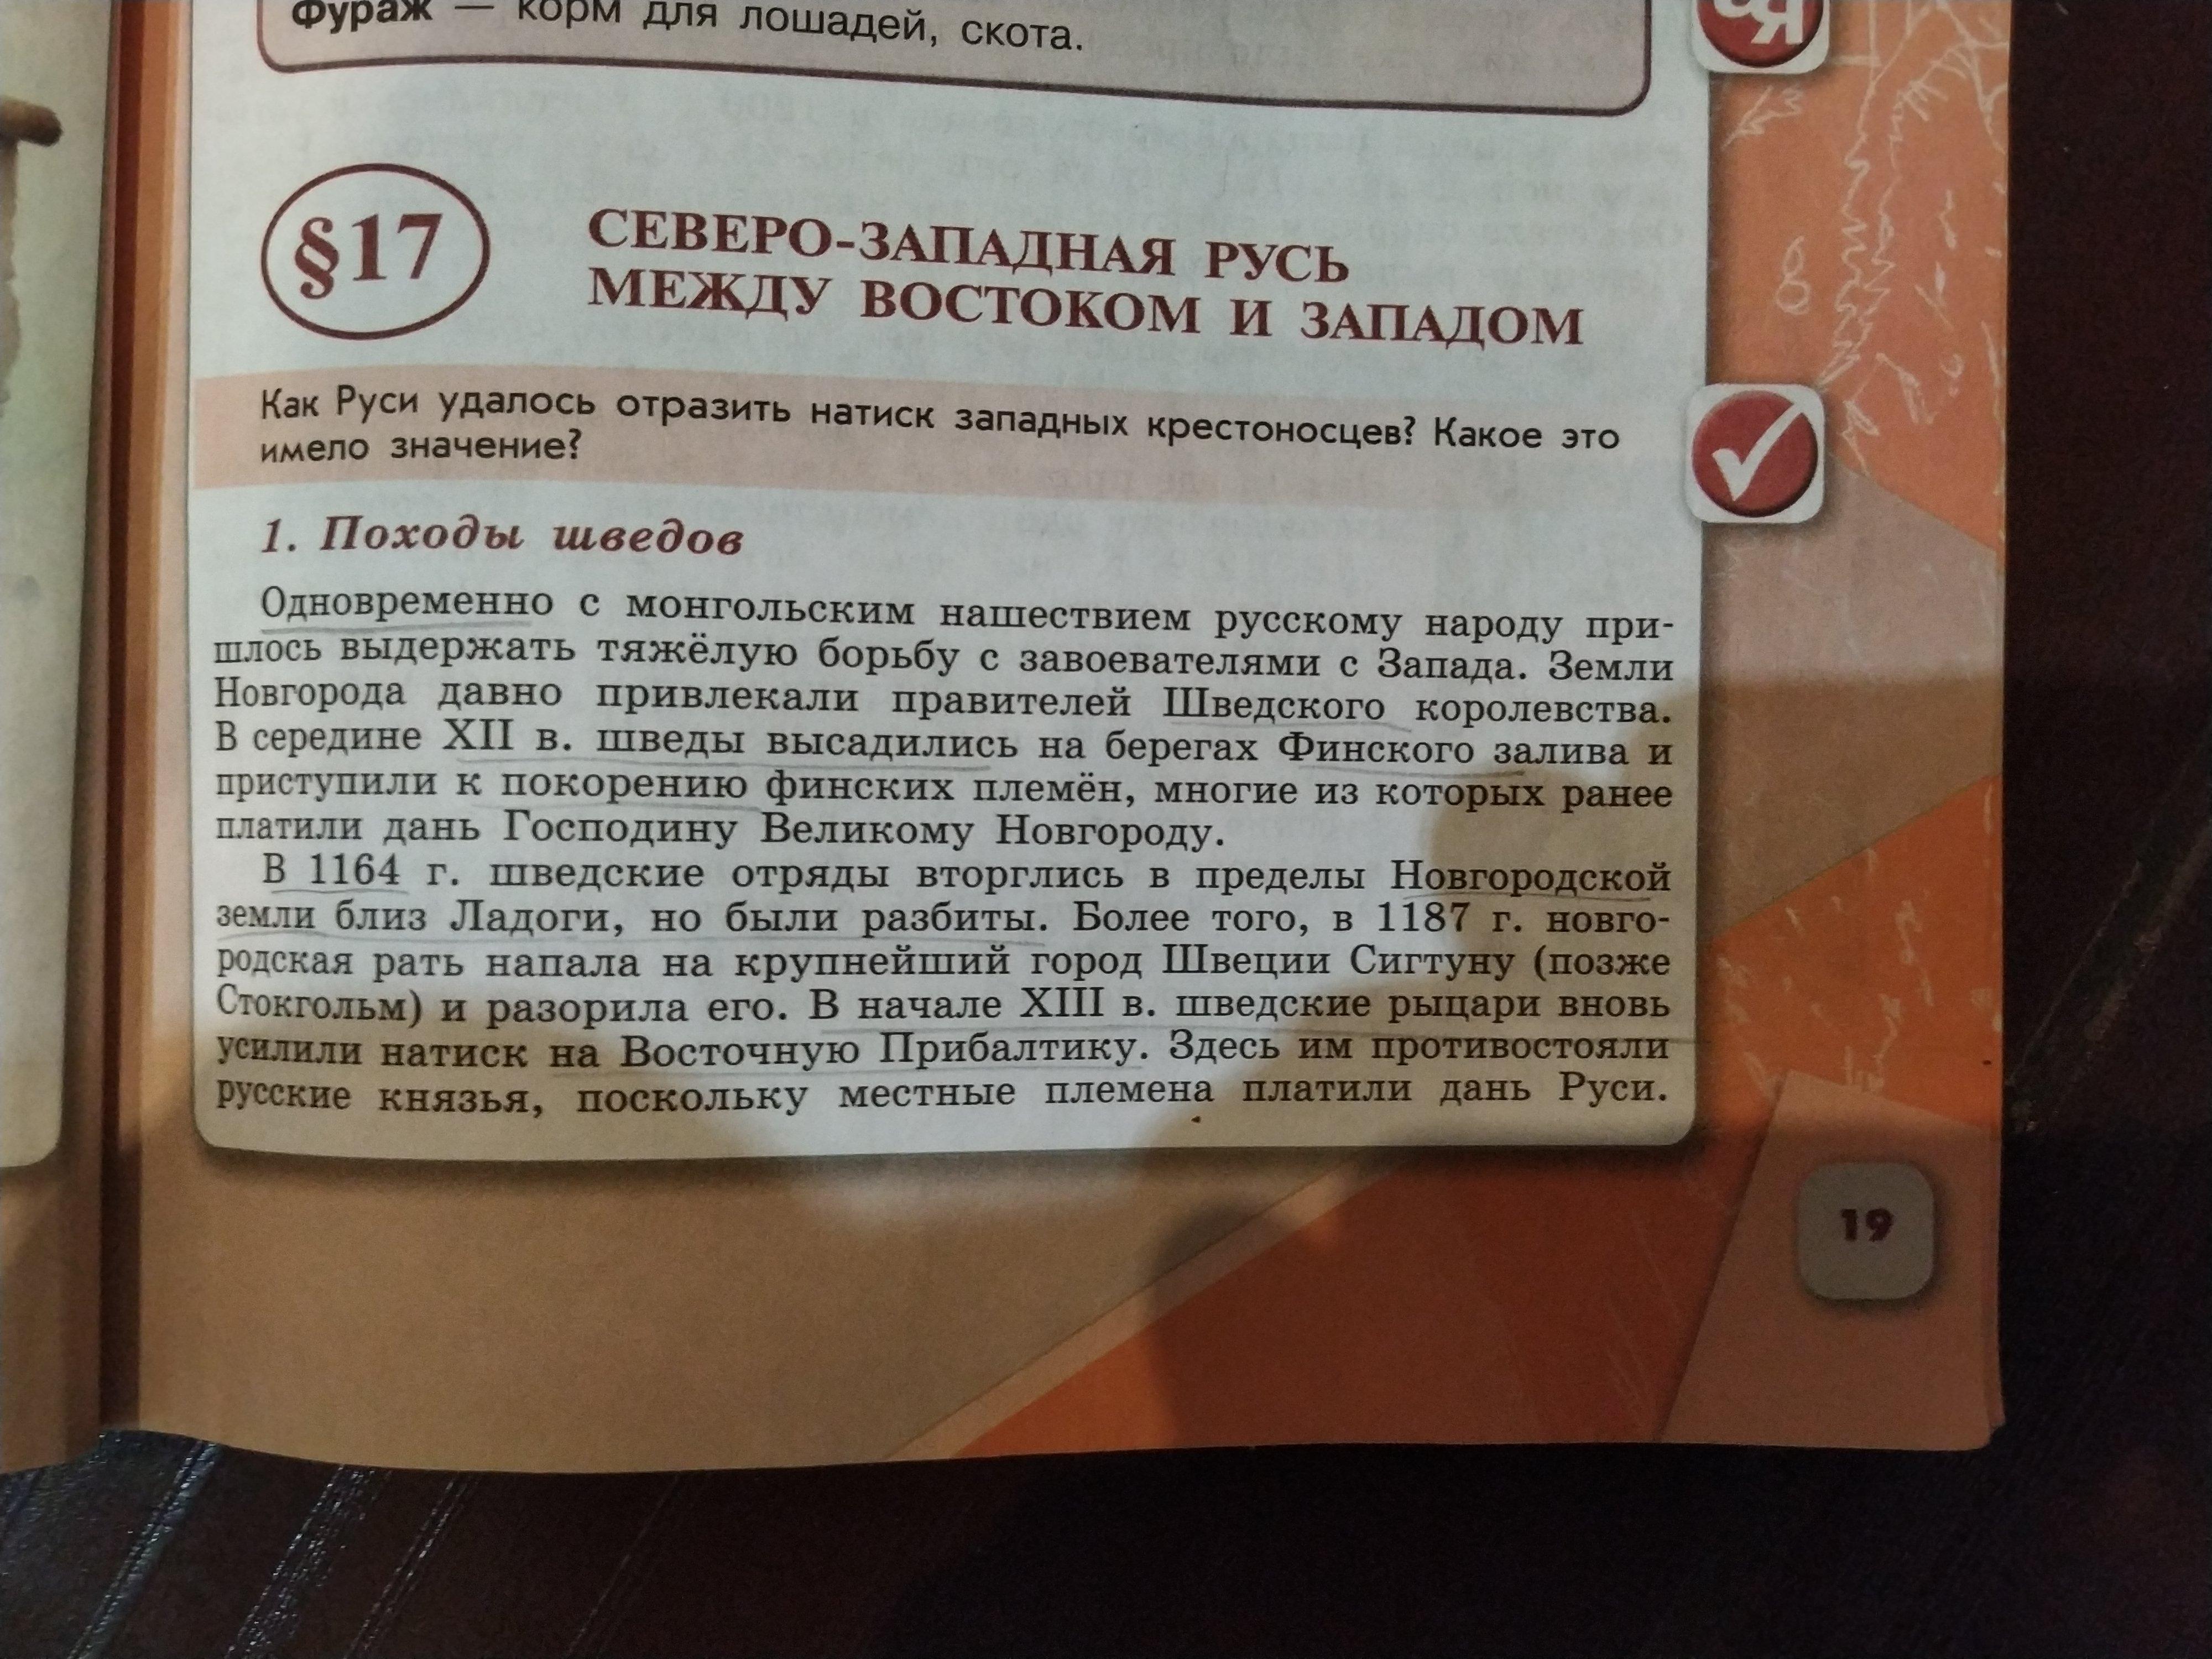 Фураж — корм для лошадей, скота.
§17
СЕВЕРО-ЗАПАДНАЯ РУСЬ
МЕЖДУ ВОСТОКОМ И ЗАПАДОМ
Как Руси удалось отразить натиск западных крестоносцев? Какое это
имело значение?
1. Походы шведов
Одновременно с монгольским нашествием русскому народу при-
шлось выдержать тяжёлую борьбу с завоевателями с Запада. Земли
Новгорода давно привлекали правителей Шведского королевства.
В середине XII в. шведы высадились на берегах Финского залива и
приступили к покорению финских племён, многие из которых ранее
платили дань Господину Великому Новгороду.
В 1164 г. шведские отряды вторглись в пределы Новгородской
земли близ Ладоги, но были разбиты. Более того, в 1187 г. новго-
родская рать напала на крупнейший город Швеции Сигтуну (позже
Стокгольм) и разорила его. В начале XIII в. шведские рыцари вновь
усилили натиск на Восточную Прибалтику. Здесь им противостояли
русские князья, поскольку местные племена платили дань Руси.
19